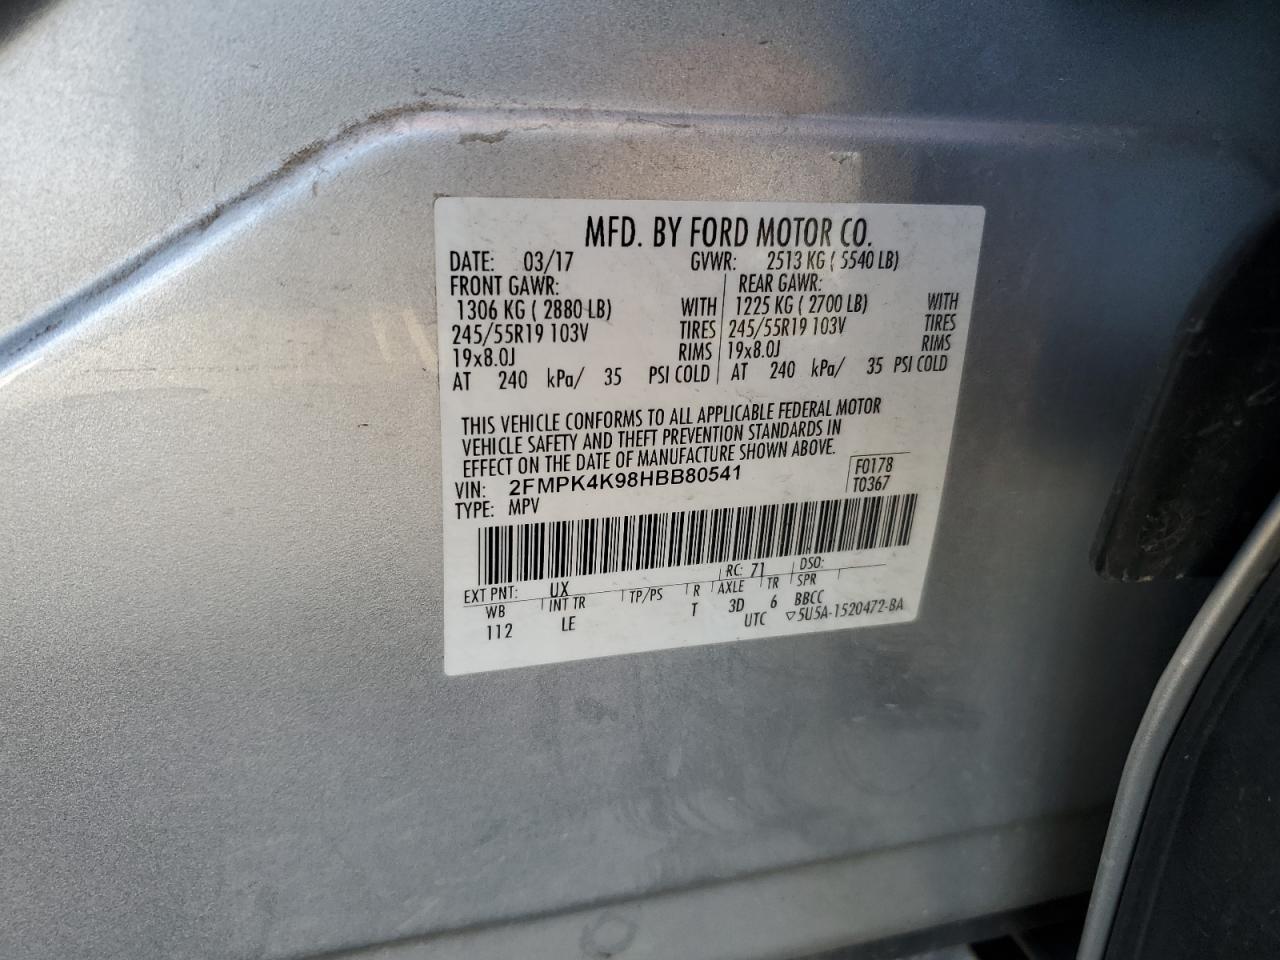 MFD. BY FORD MOTOR CO.
DATE: 03/17 GVWR: 2513 KG ( 5540 LB)
FRONT GAWR: REAR GAWR:
1306 KG ( 2880 LB) WITH 1225 KG ( 2700 LB) WITH
245/55R19 103V TIRES 245/55R19 103V TIRES
19x8.0J RIMS 19x8.0J RIMS
AT 240 kPa/ 35 PSI COLD AT 240 kPa/ 35 PSI COLD
THIS VEHICLE CONFORMS TO ALL APPLICABLE FEDERAL MOTOR
VEHICLE SAFETY AND THEFT PREVENTION STANDARDS IN
EFFECT ON THE DATE OF MANUFACTURE SHOWN ABOVE.
VIN: 2FMPK4K98HBB80541 F0178
TYPE: MPV T0367
EXT PNT: UX RC: 71 DSO:
WB INT TR TP/PS R AXLE TR SPR
112 LE T 3D 6 BBCC
UTC ▽5U5A-1520472-BA